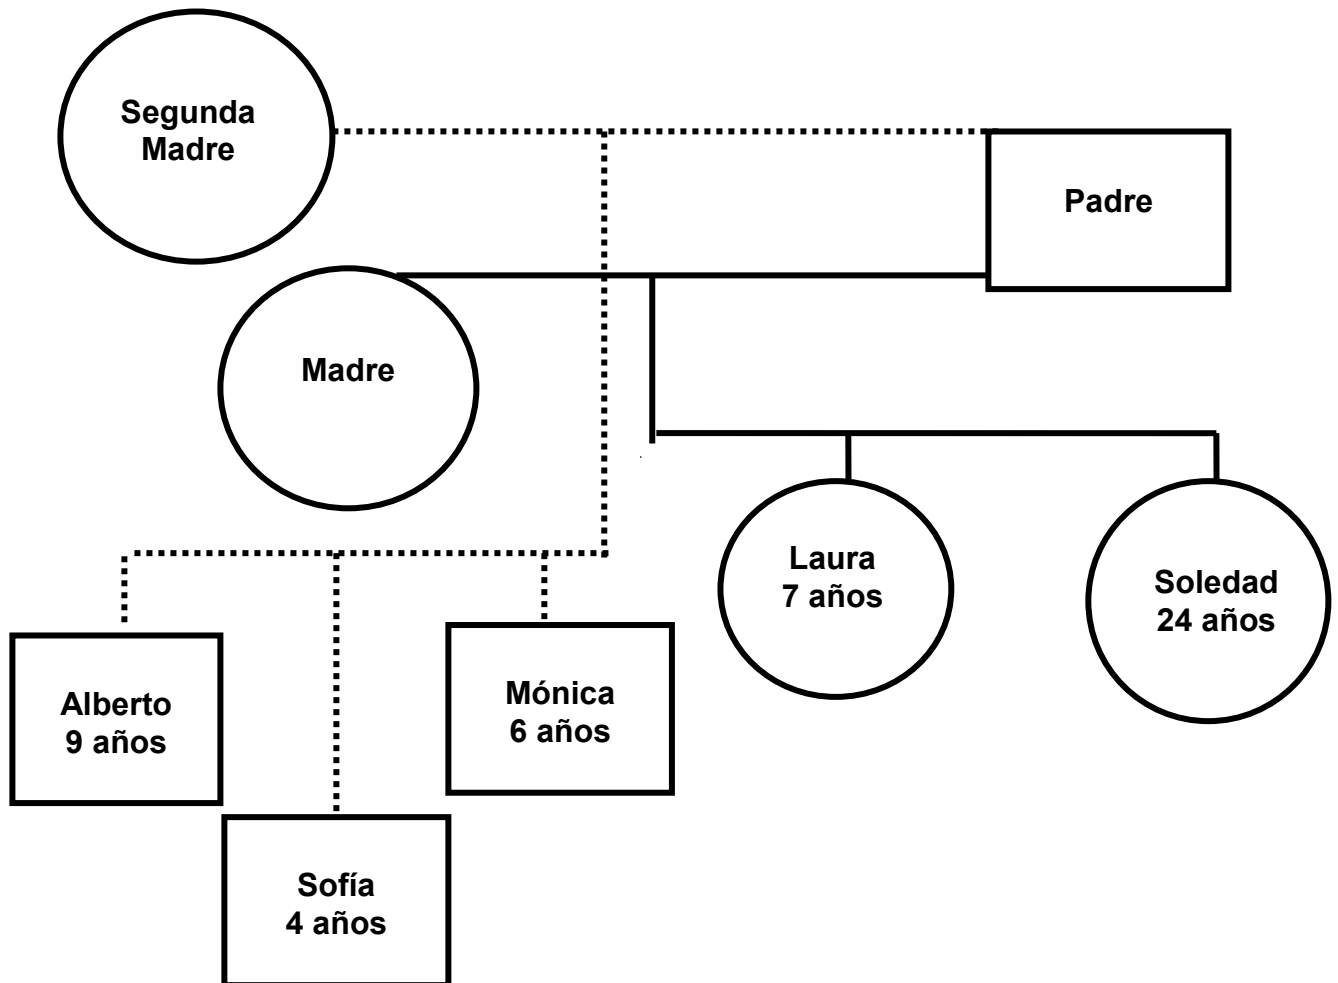 Segunda
Madre
Padre
Madre
Laura
7 años
Soledad
24 años
Alberto
9 años
Mónica
6 años
Sofía
4 años